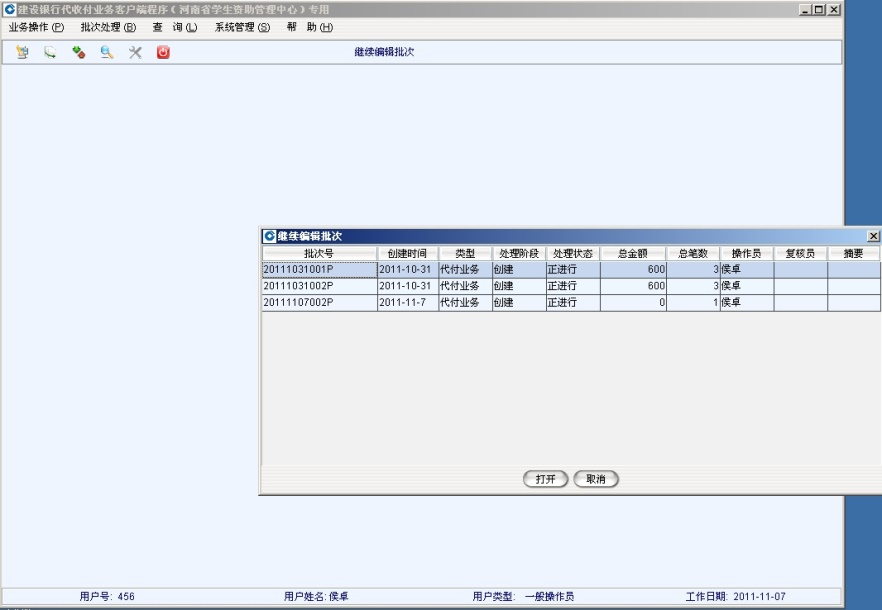 建设银行代收付业务客户端程序(河南省学生资助管理中心)专用
业务操作(P) 批次处理(B) 查 询(L) 系统管理(S) 帮 助(H)
继续编辑批次
继续编辑批次
批次号 创建时间 类型 处理阶段 处理状态 总金额 总笔数 操作员 复核员 摘要
20111031001P 2011-10-31 代付业务 创建 正进行 600 3 侯卓
20111031002P 2011-10-31 代付业务 创建 正进行 600 3 侯卓
20111107002P 2011-11-7 代付业务 创建 正进行 0 1 侯卓
打开 取消
用户号: 456 用户姓名: 侯卓 用户类型: 一般操作员 工作日期: 2011-11-07